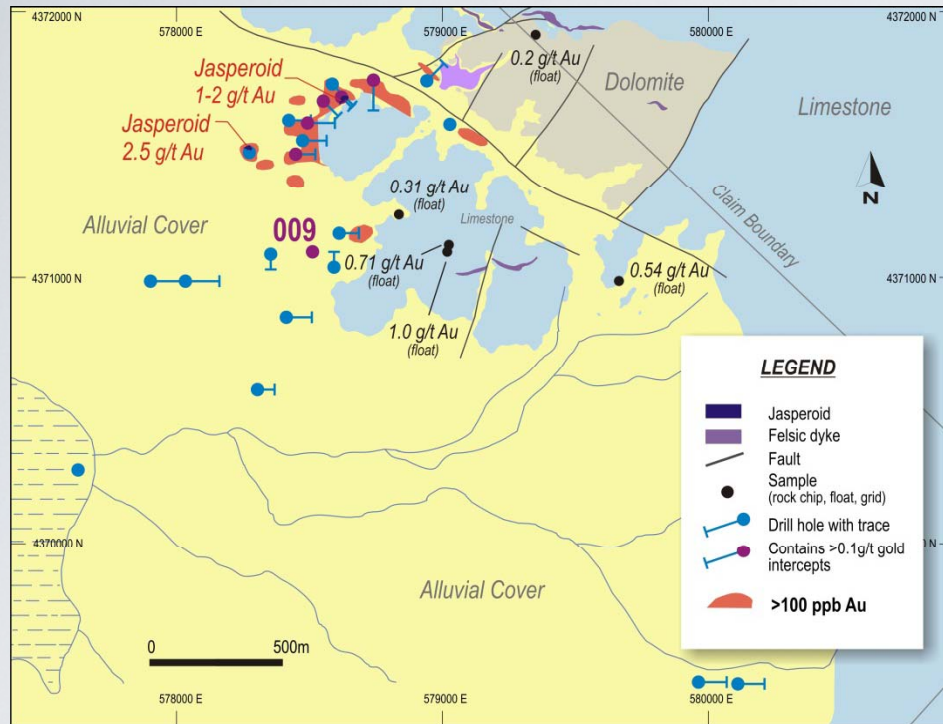 4372000 N
578000 E
579000 E
580000 E
4372000 N
0.2 g/t Au
(float)
Jasperoid
1-2 g/t Au
Dolomite
Limestone
Jasperoid
2.5 g/t Au
N
0.31 g/t Au
(float)
Alluvial Cover
Limestone
Claim Boundary
009
0.71 g/t Au
(float)
0.54 g/t Au
(float)
4371000 N
4371000 N
1.0 g/t Au
(float)
LEGEND
Jasperoid
Felsic dyke
Fault
Sample
(rock chip, float, grid)
Drill hole with trace
Contains >0.1g/t gold
intercepts
>100 ppb Au
4370000 N
4370000 N
Alluvial Cover
0
500m
578000 E
579000 E
580000 E